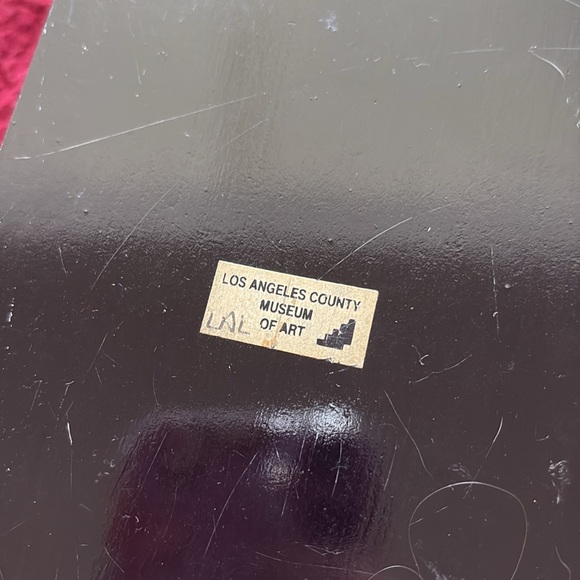 LOS ANGELES COUNTY
MUSEUM
LAL OF ART